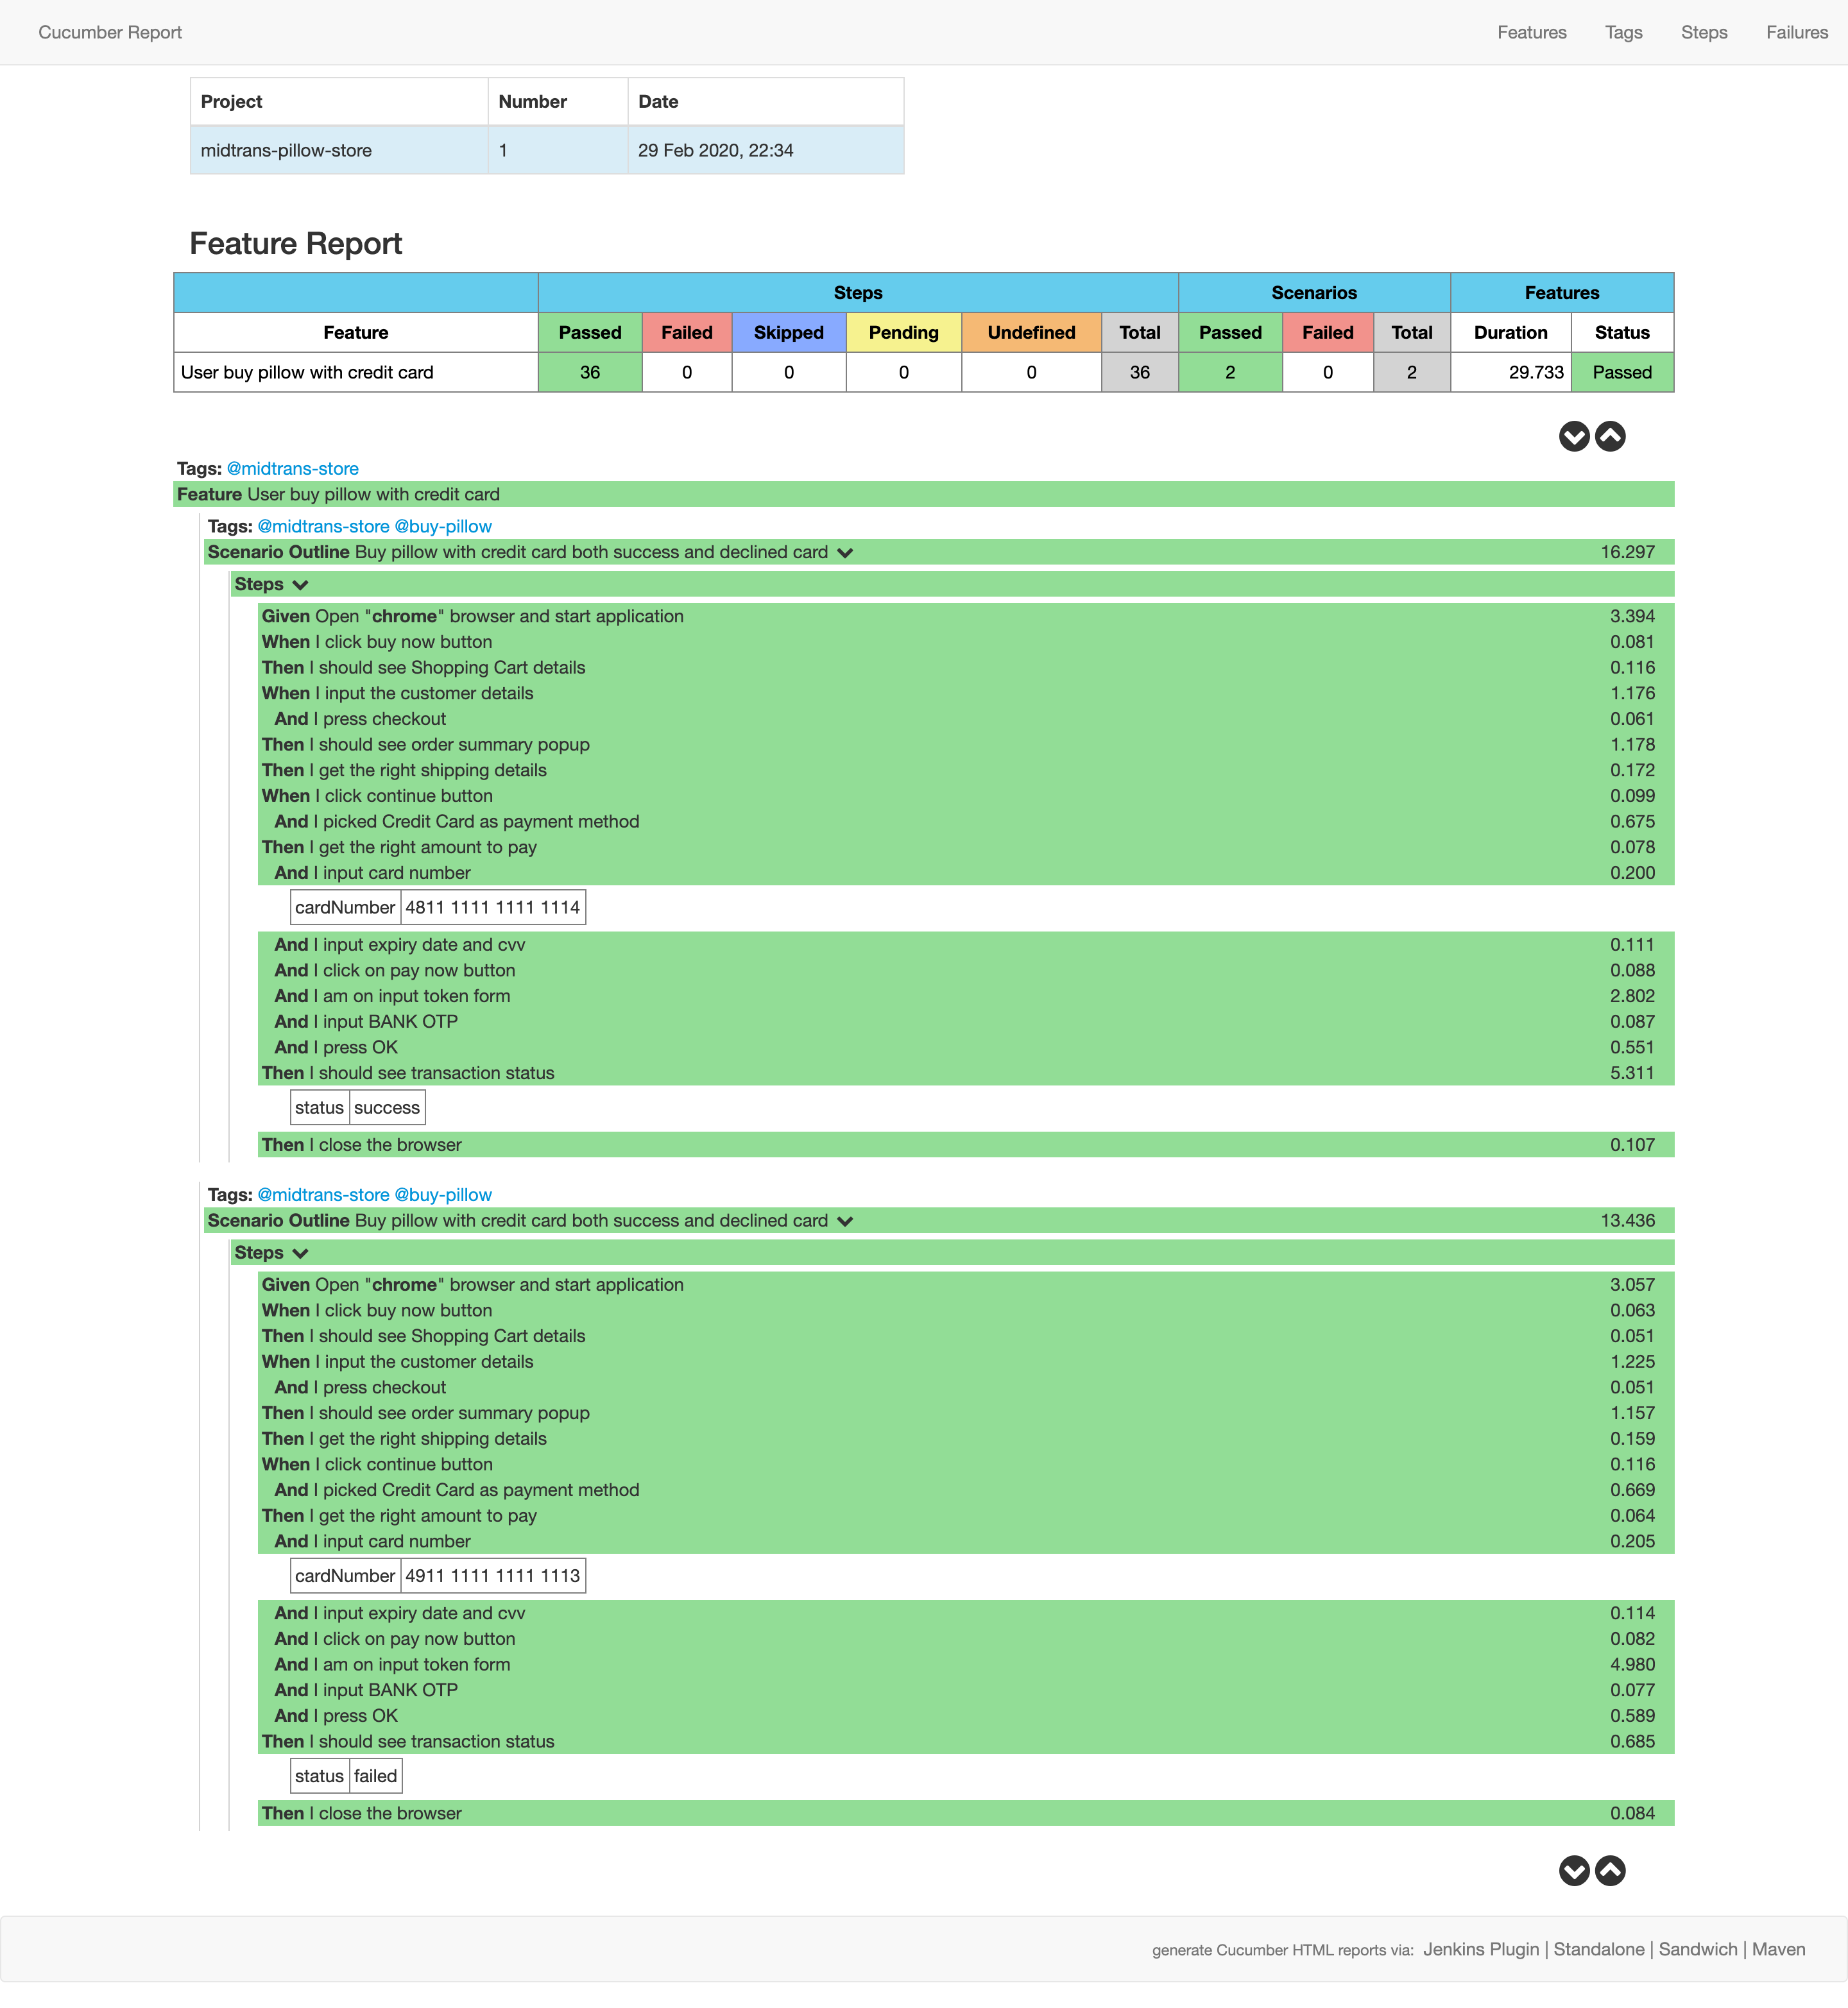 Cucumber Report Features Tags Steps Failures
Project Number Date
midtrans-pillow-store 1 29 Feb 2020, 22:34
Feature Report
Steps Scenarios Features
Feature Passed Failed Skipped Pending Undefined Total Passed Failed Total Duration Status
User buy pillow with credit card 36 0 0 0 0 36 2 0 2 29.733 Passed
Tags: @midtrans-store
Feature User buy pillow with credit card
Tags: @midtrans-store @buy-pillow
Scenario Outline Buy pillow with credit card both success and declined card 16.297
Steps
Given Open "chrome" browser and start application 3.394
When I click buy now button 0.081
Then I should see Shopping Cart details 0.116
When I input the customer details 1.176
And I press checkout 0.061
Then I should see order summary popup 1.178
Then I get the right shipping details 0.172
When I click continue button 0.099
And I picked Credit Card as payment method 0.675
Then I get the right amount to pay 0.078
And I input card number 0.200
cardNumber 4811 1111 1111 1114
And I input expiry date and cvv 0.111
And I click on pay now button 0.088
And I am on input token form 2.802
And I input BANK OTP 0.087
And I press OK 0.551
Then I should see transaction status 5.311
status success
Then I close the browser 0.107
Tags: @midtrans-store @buy-pillow
Scenario Outline Buy pillow with credit card both success and declined card 13.436
Steps
Given Open "chrome" browser and start application 3.057
When I click buy now button 0.063
Then I should see Shopping Cart details 0.051
When I input the customer details 1.225
And I press checkout 0.051
Then I should see order summary popup 1.157
Then I get the right shipping details 0.159
When I click continue button 0.116
And I picked Credit Card as payment method 0.669
Then I get the right amount to pay 0.064
And I input card number 0.205
cardNumber 4911 1111 1111 1113
And I input expiry date and cvv 0.114
And I click on pay now button 0.082
And I am on input token form 4.980
And I input BANK OTP 0.077
And I press OK 0.589
Then I should see transaction status 0.685
status failed
Then I close the browser 0.084
generate Cucumber HTML reports via: Jenkins Plugin | Standalone | Sandwich | Maven